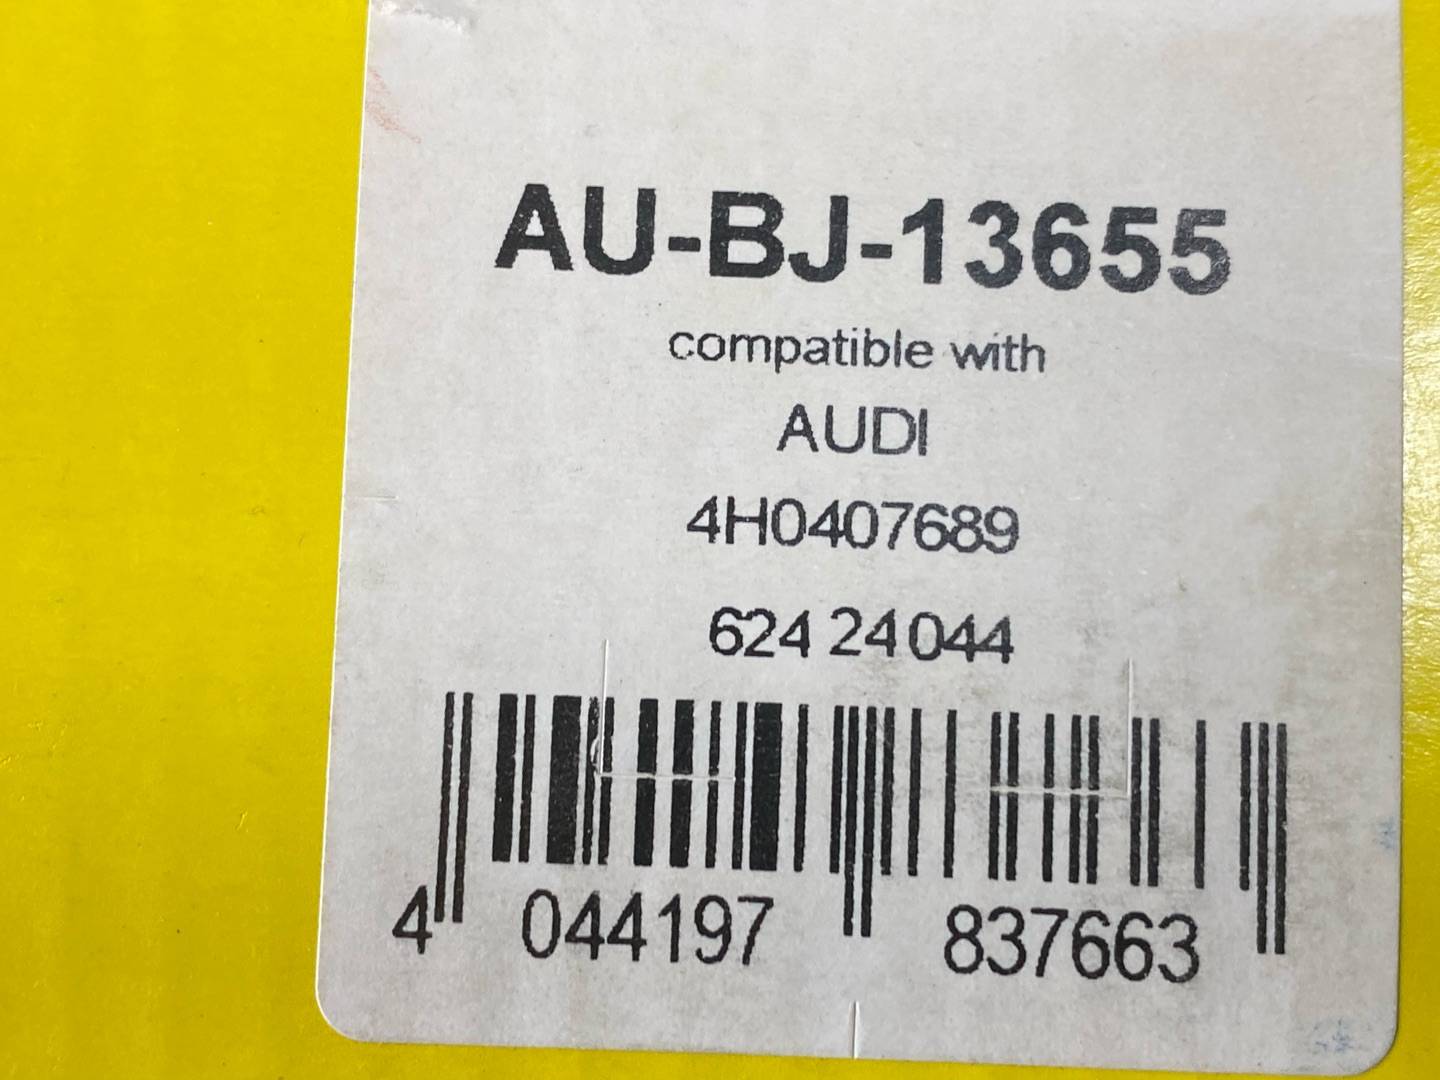 AU-BJ-13655
compatible with
AUDI
4H0407689
624 24 044
4 044197 837663